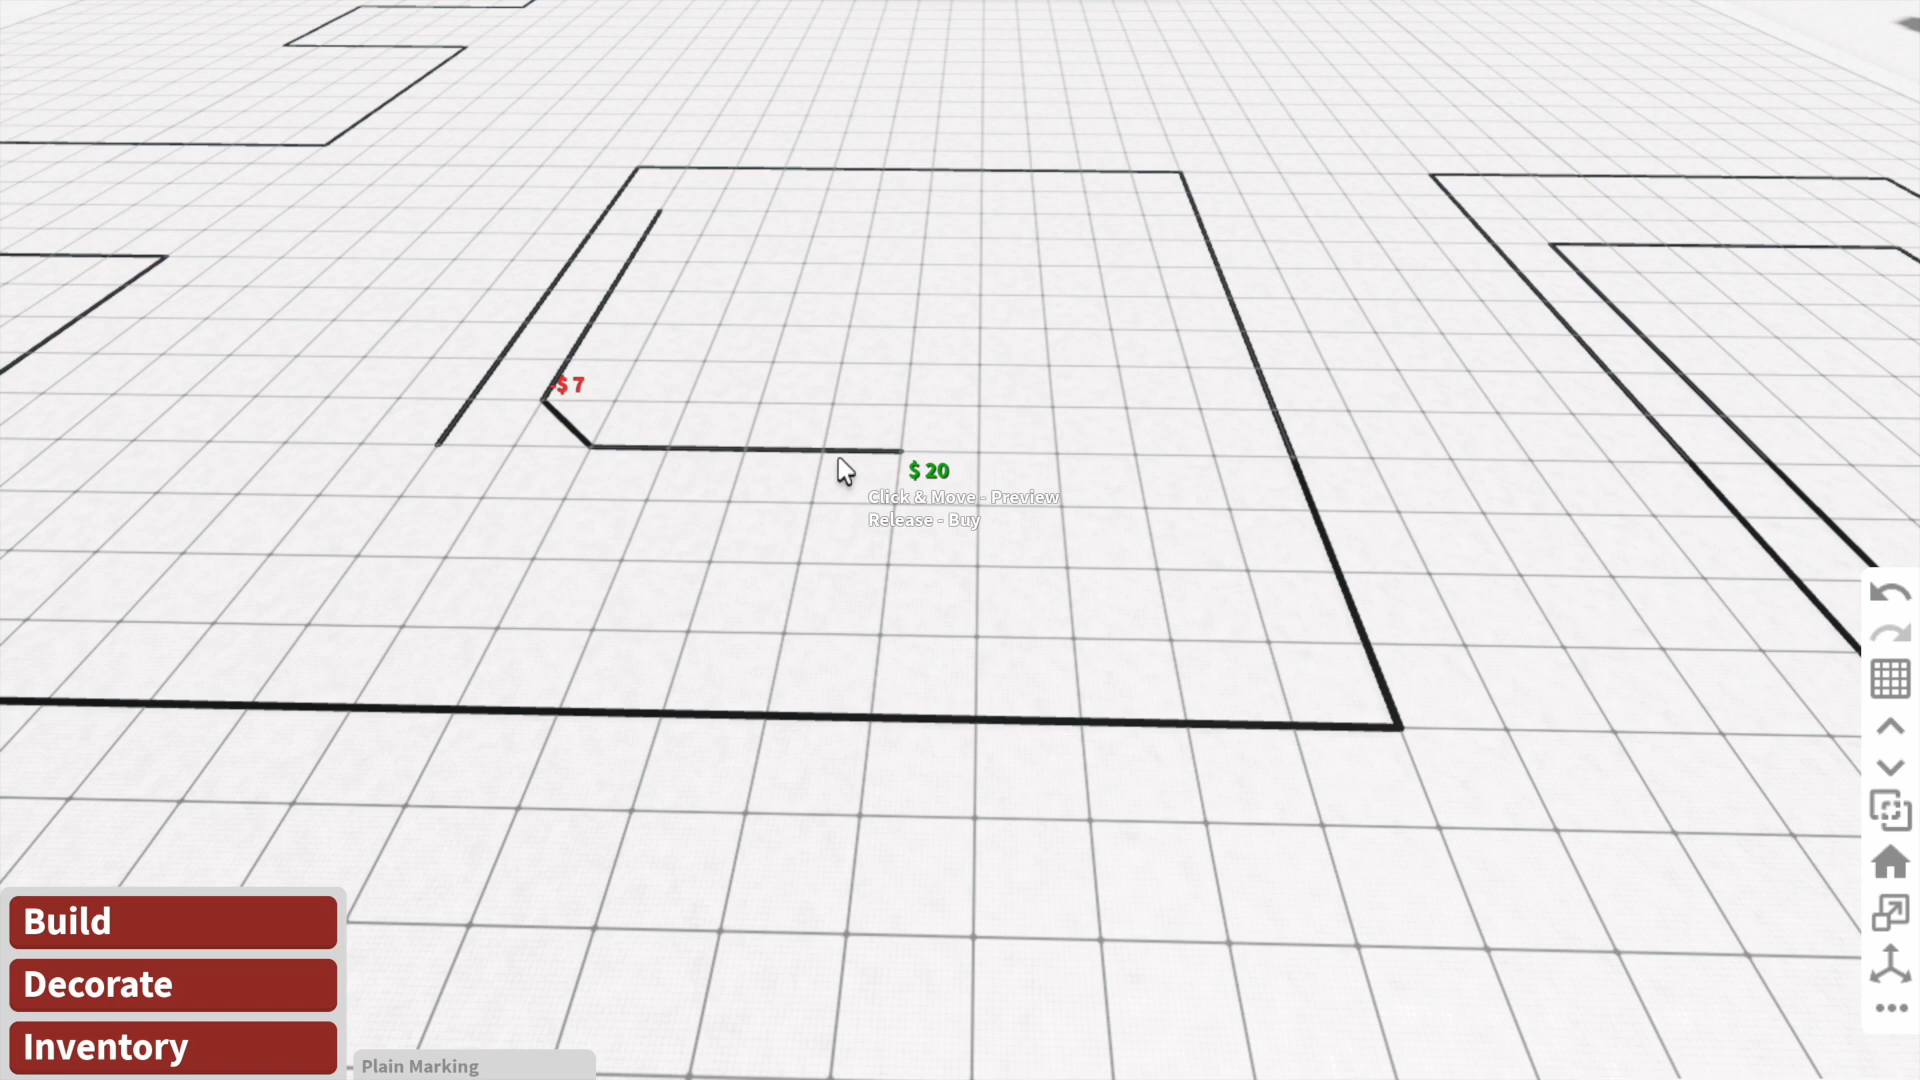 -$ 7
$ 20
Click & Move - Preview
Release - Buy
Build
Decorate
Inventory
Plain Marking